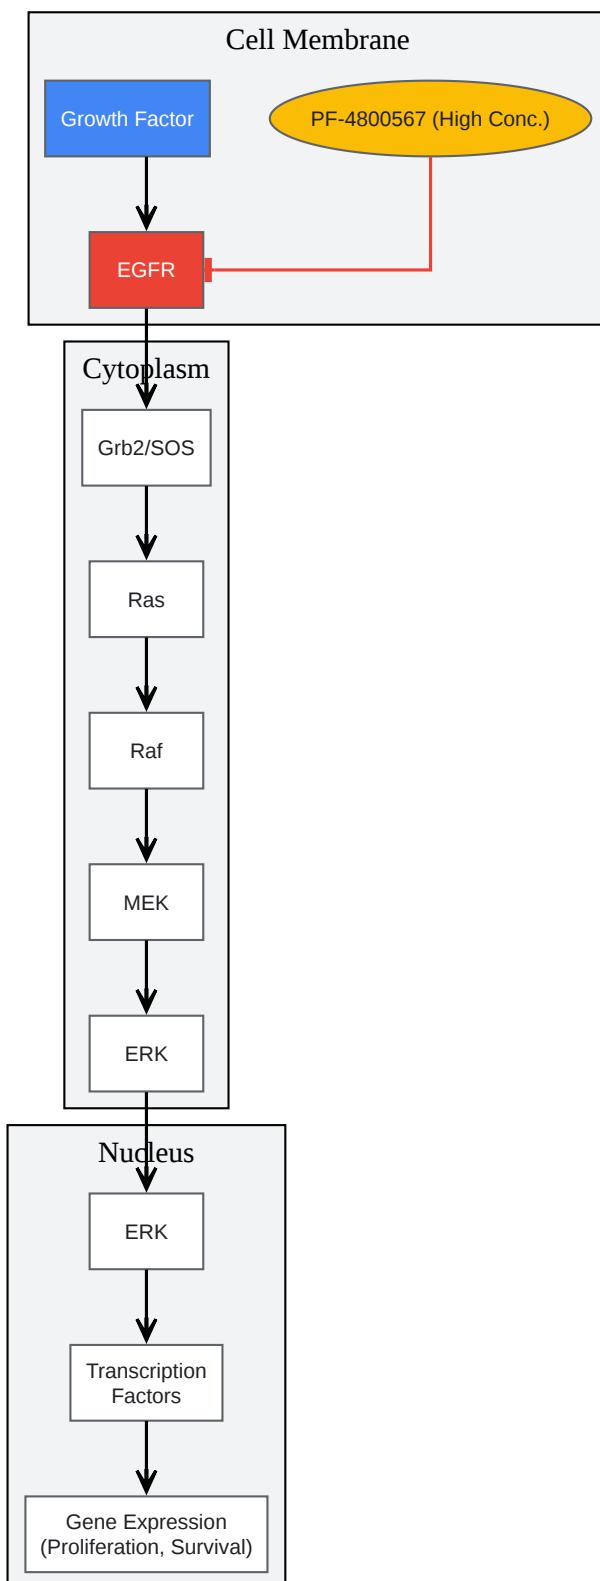 Cell Membrane
Growth Factor
PF-4800567 (High Conc.)
EGFR
Cytoplasm
Grb2/SOS
Ras
Raf
MEK
ERK
Nucleus
ERK
Transcription
Factors
Gene Expression
(Proliferation, Survival)